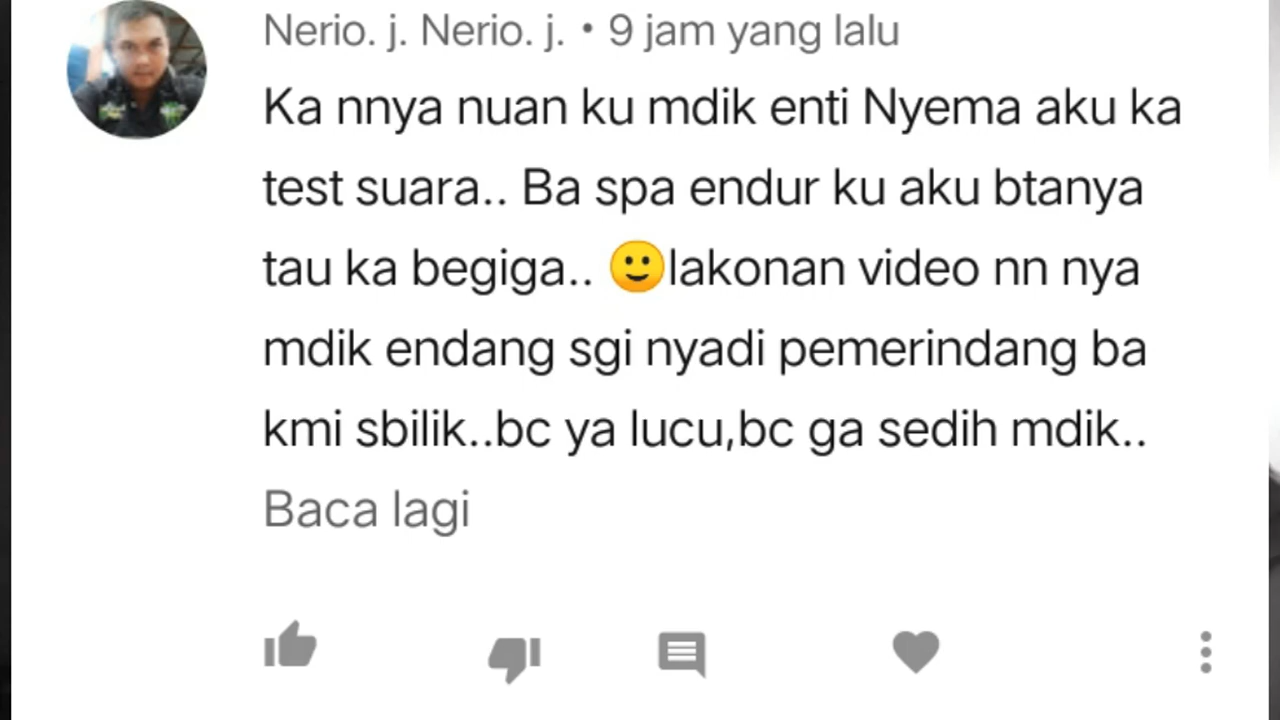 Nerio. j. Nerio. j. • 9 jam yang lalu
Ka nnya nuan ku mdik enti Nyema aku ka
test suara.. Ba spa endur ku aku btanya
tau ka begiga.. 🙂lakonan video nn nya
mdik endang sgi nyadi pemerindang ba
kmi sbilik..bc ya lucu,bc ga sedih mdik..
Baca lagi